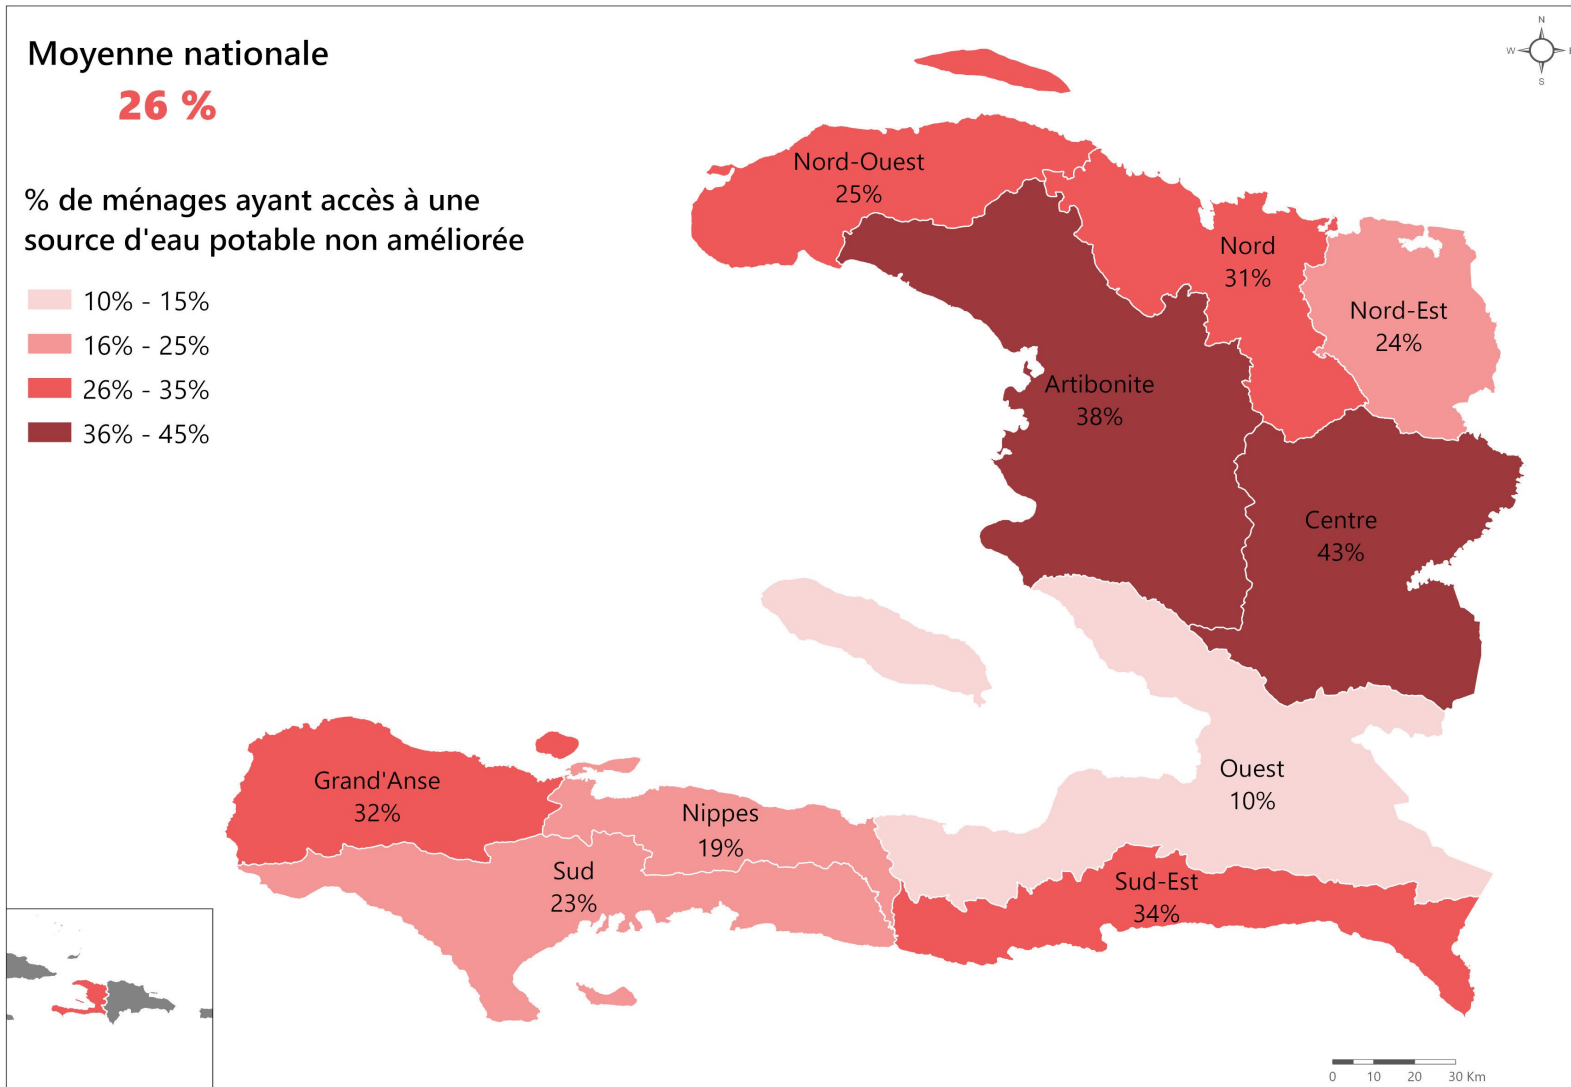 Moyenne nationale
26 %
% de ménages ayant accès à une
source d'eau potable non améliorée
10% - 15%
16% - 25%
26% - 35%
36% - 45%
N
W
E
S
Nord-Ouest
25%
Nord
31%
Nord-Est
24%
Artibonite
38%
Centre
43%
Ouest
10%
Grand'Anse
32%
Nippes
19%
Sud
23%
Sud-Est
34%
0 10 20 30 Km